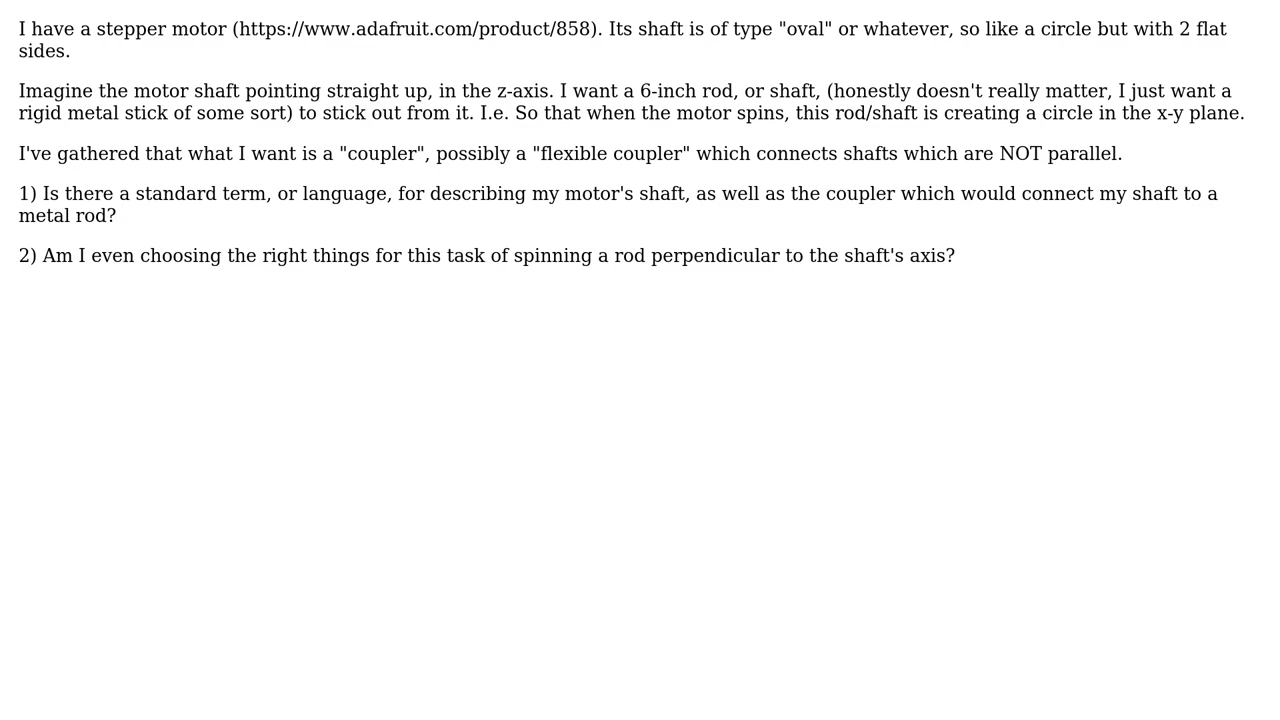 I have a stepper motor (https://www.adafruit.com/product/858). Its shaft is of type "oval" or whatever, so like a circle but with 2 flat
sides.
Imagine the motor shaft pointing straight up, in the z-axis. I want a 6-inch rod, or shaft, (honestly doesn't really matter, I just want a
rigid metal stick of some sort) to stick out from it. I.e. So that when the motor spins, this rod/shaft is creating a circle in the x-y plane.
I've gathered that what I want is a "coupler", possibly a "flexible coupler" which connects shafts which are NOT parallel.
1) Is there a standard term, or language, for describing my motor's shaft, as well as the coupler which would connect my shaft to a
metal rod?
2) Am I even choosing the right things for this task of spinning a rod perpendicular to the shaft's axis?